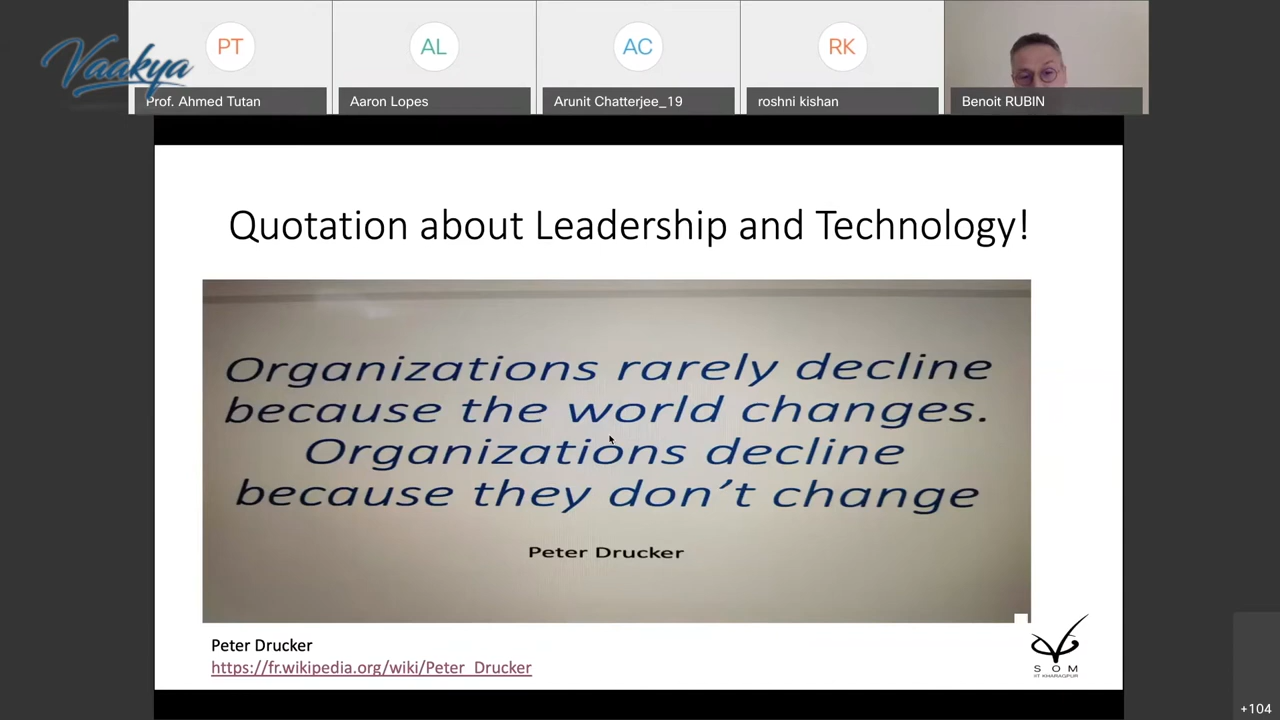 Vaakya
PT
AL
AC
RK
Prof. Ahmed Tutan
Aaron Lopes
Arunit Chatterjee_19
roshni kishan
Benoit RUBIN
Quotation about Leadership and Technology!
Organizations rarely decline
because the world changes.
Organizations decline
because they don’t change
Peter Drucker
Peter Drucker
https://fr.wikipedia.org/wiki/Peter_Drucker
SOM
IIT KHARAGPUR
+104